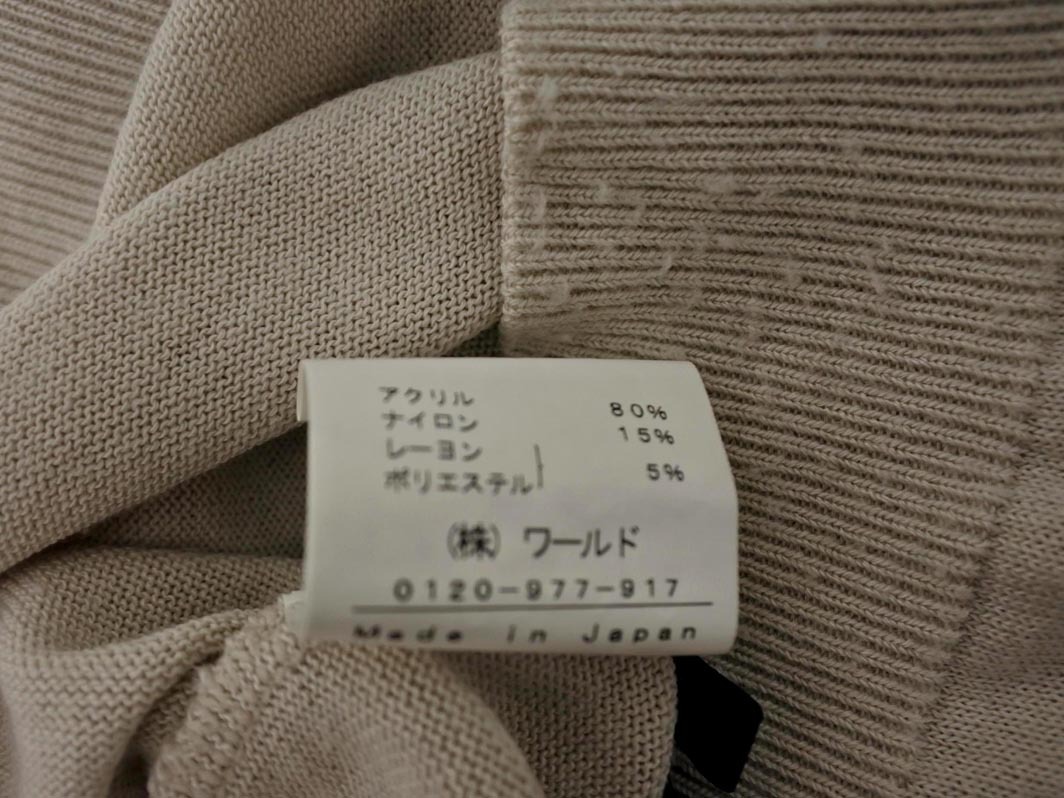 アクリル 80%
ナイロン 15%
レーヨン
ポリエステル 5%
(株) ワールド
0120-977-917
Made in Japan